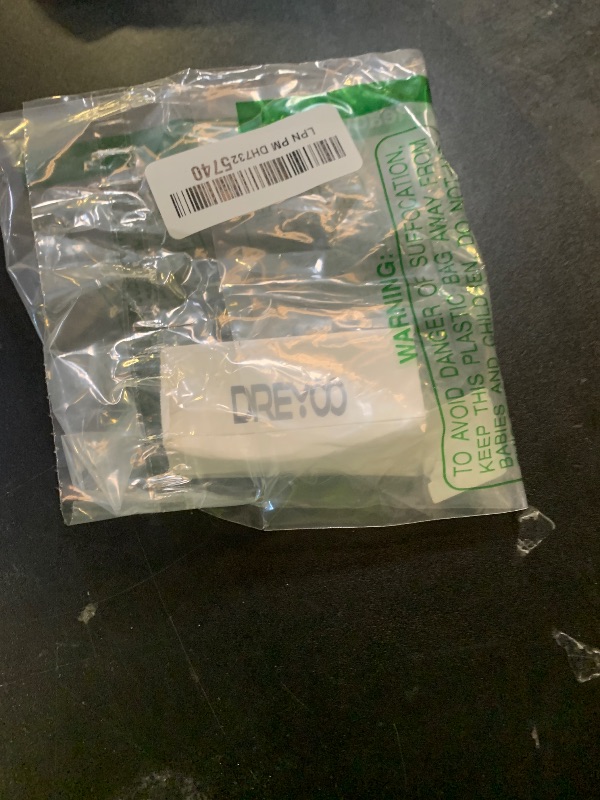 LPN PM DH7325740
WARNING:
TO AVOID DANGER OF SUFFOCATION,
KEEP THIS PLASTIC BAG AWAY FROM
BABIES AND CHILDREN. DO NOT
DREYOO